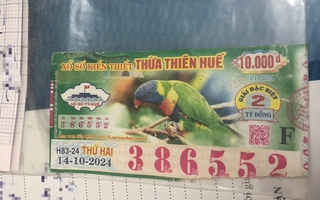 XỔ SỐ KIẾN THIẾT THỪA THIÊN HUẾ 10.000đ
GIẢI ĐẶC BIỆT
2
TỶ ĐỒNG
386552
F
H83-24 THỨ HAI
14-10-2024
386552